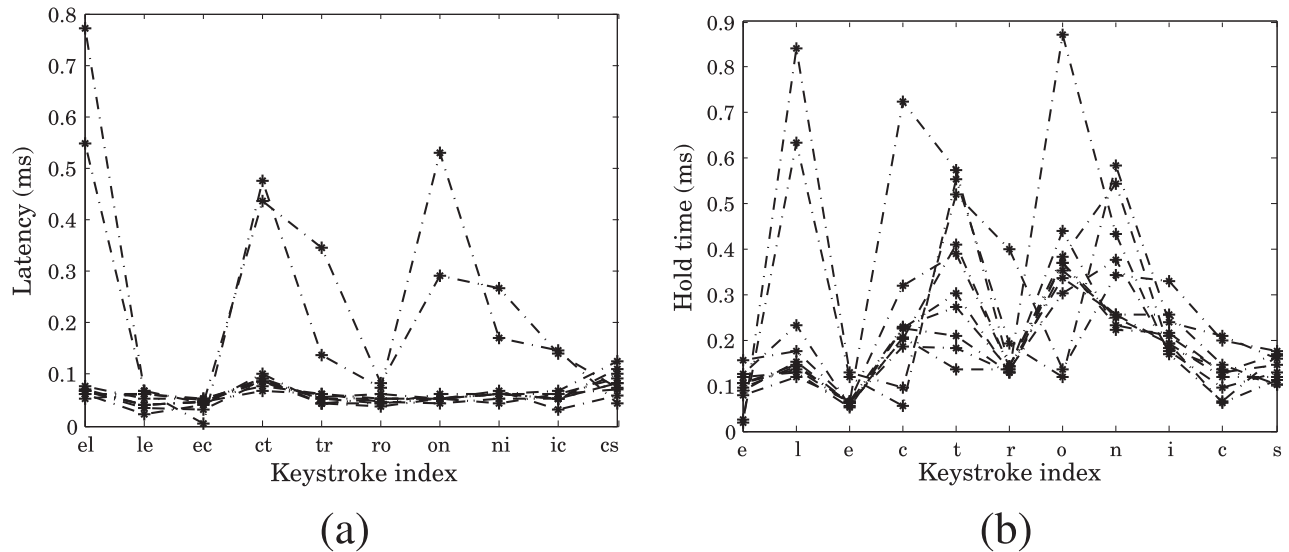 0.8
0.7
0.6
0.5
0.4
0.3
0.2
0.1
0
Latency (ms)
el le ec ct tr ro on ni ic cs
Keystroke index
(a)
0.9
0.8
0.7
0.6
0.5
0.4
0.3
0.2
0.1
0
Hold time (ms)
e l e c t r o n i c s
Keystroke index
(b)